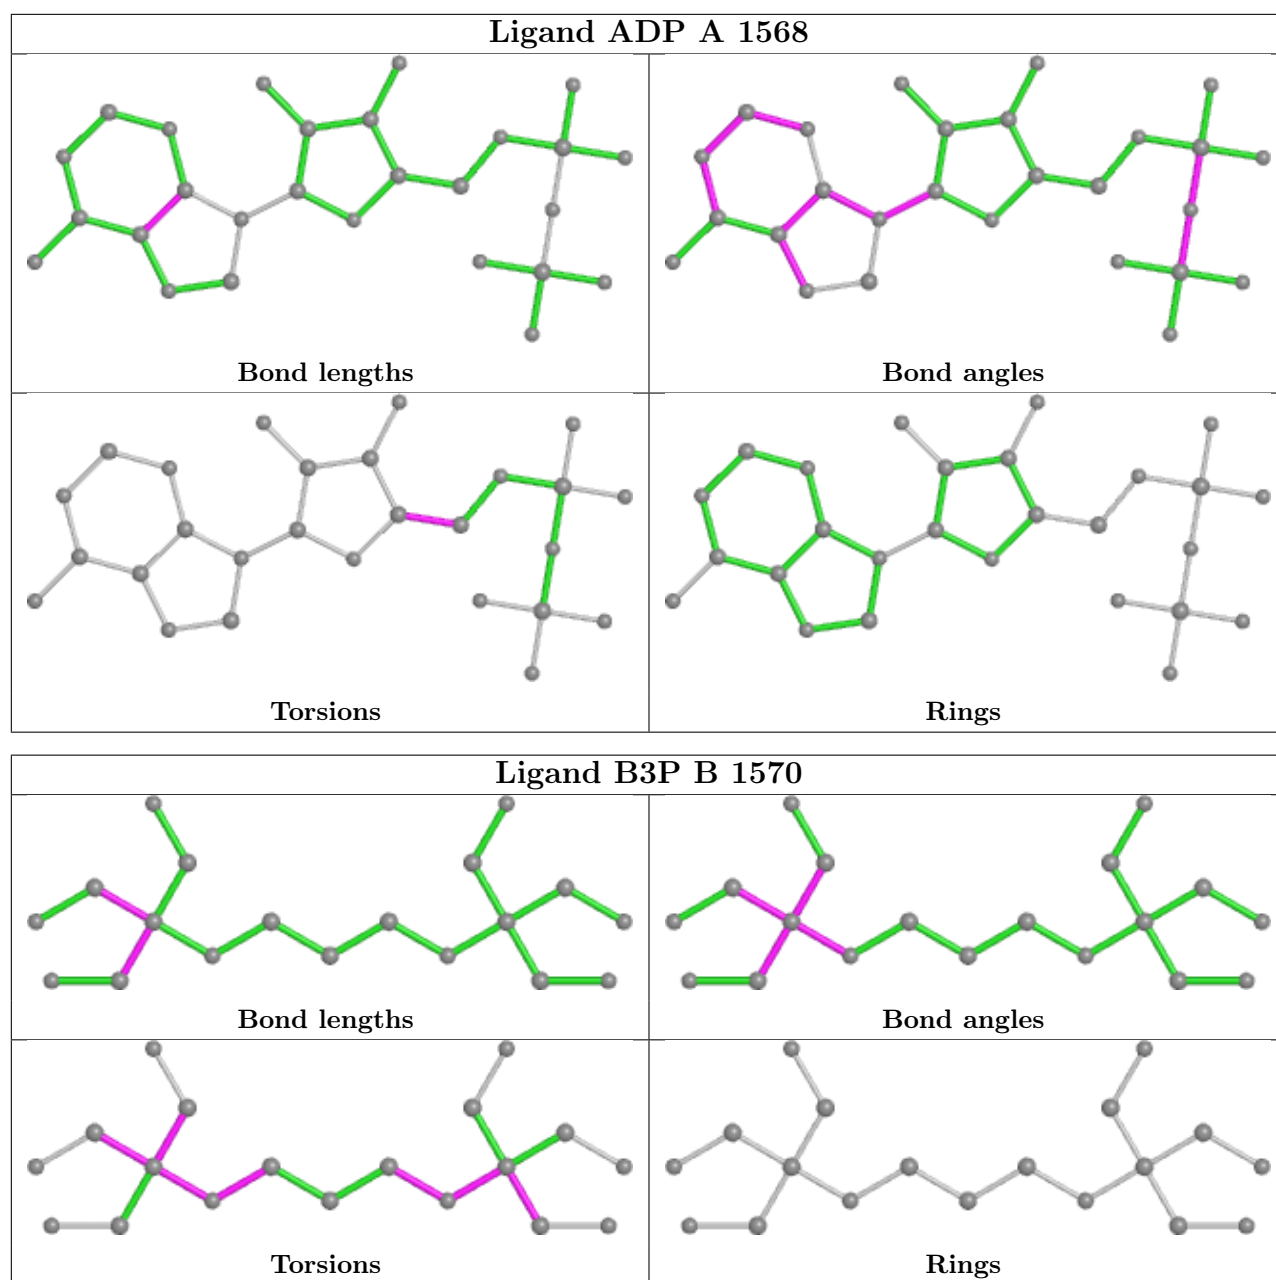 Ligand ADP A 1568
Bond lengths
Bond angles
Torsions
Rings
Ligand B3P B 1570
Bond lengths
Bond angles
Torsions
Rings